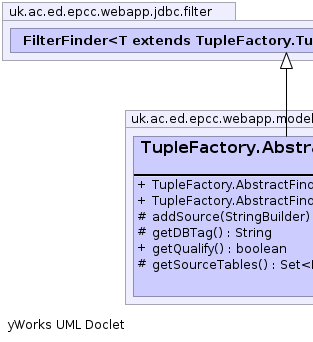 uk.ac.ed.epcc.webapp.jdbc.filter
FilterFinder<T extends TupleFactory.Tu
uk.ac.ed.epcc.webapp.model
TupleFactory.Abstra
+ TupleFactory.AbstractFind
+ TupleFactory.AbstractFind
# addSource(StringBuilder)
# getDBTag() : String
+ getQualify() : boolean
# getSourceTables() : Set<
yWorks UML Doclet